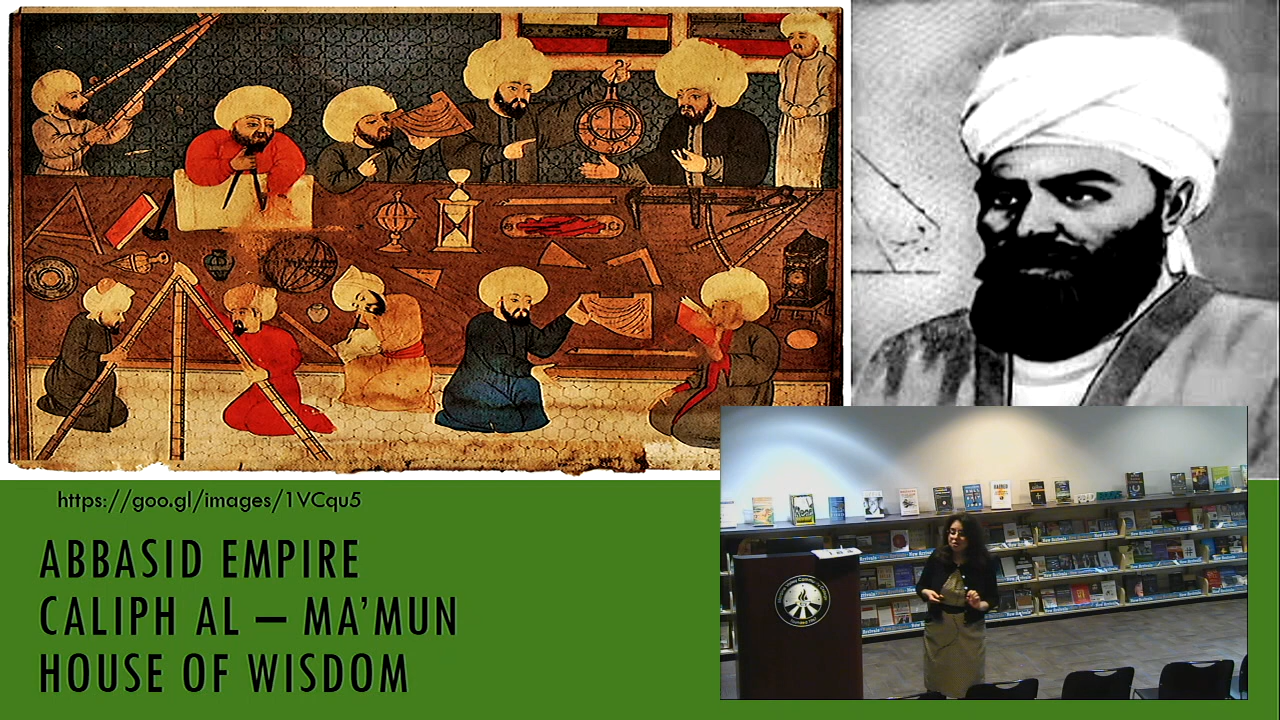 https://goo.gl/images/1VCqu5
ABBASID EMPIRE
CALIPH AL – MA'MUN
HOUSE OF WISDOM